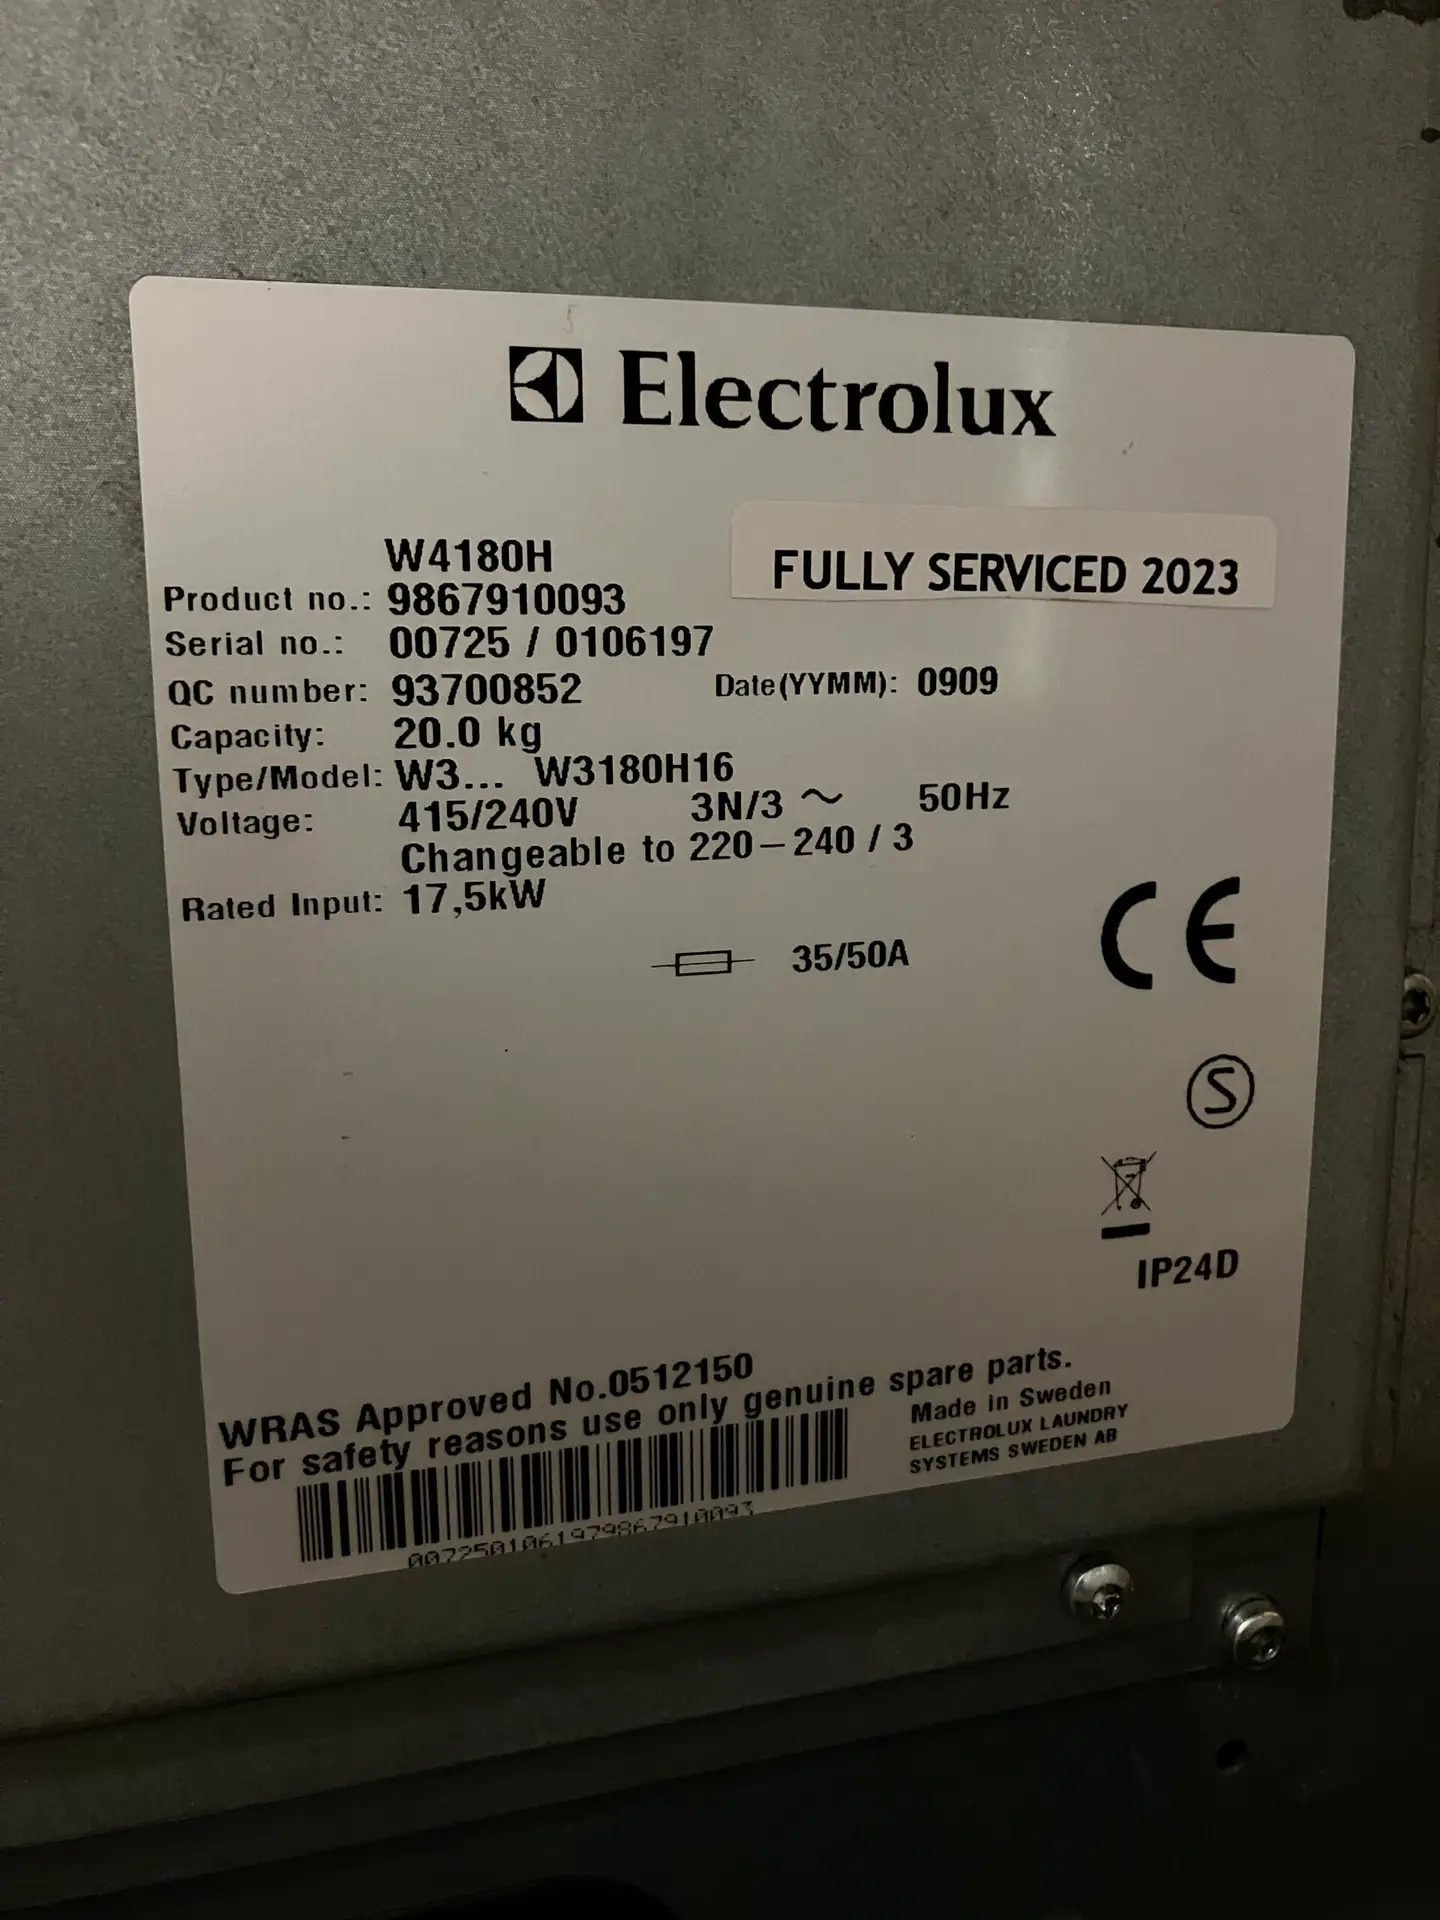 Electrolux
W4180H
FULLY SERVICED 2023
Product no.: 9867910093
Serial no.: 00725 / 0106197
QC number: 93700852 Date(YYMM): 0909
Capacity: 20.0 kg
Type/Model: W3... W3180H16
Voltage: 415/240V 3N/3 ~ 50Hz
Changeable to 220-240 / 3
Rated Input: 17,5kW
35/50A
CE
S
IP24D
WRAS Approved No.0512150
For safety reasons use only genuine spare parts.
Made in Sweden
ELECTROLUX LAUNDRY
SYSTEMS SWEDEN AB
0072501061979867910093